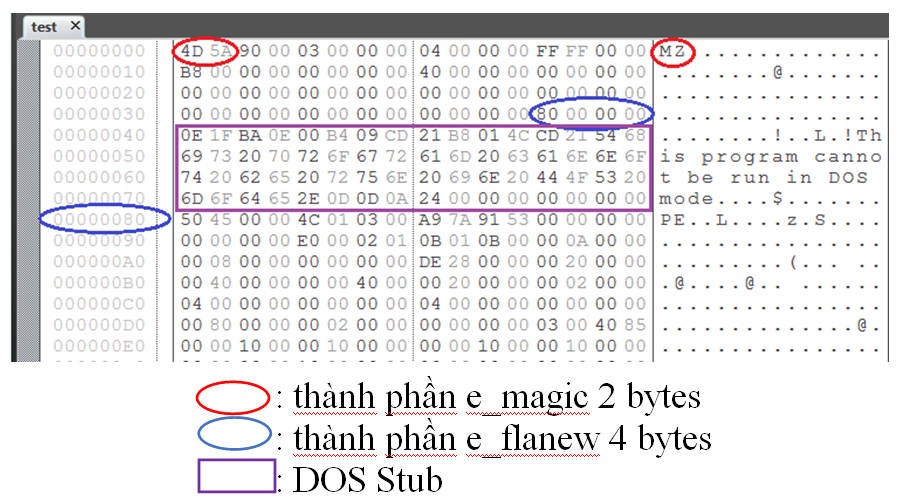 test ×
00000000 4D 5A 90 00 03 00 00 00 04 00 00 00 FF FF 00 00 MZ..............
00000010 B8 00 00 00 00 00 00 00 40 00 00 00 00 00 00 00 ........@.......
00000020 00 00 00 00 00 00 00 00 00 00 00 00 00 00 00 00 ................
00000030 00 00 00 00 00 00 00 00 00 00 00 00 80 00 00 00 ................
00000040 0E 1F BA 0E 00 B4 09 CD 21 B8 01 4C CD 21 54 68 ........!..L.!Th
00000050 69 73 20 70 72 6F 67 72 61 6D 20 63 61 6E 6E 6F is program canno
00000060 74 20 62 65 20 72 75 6E 20 69 6E 20 44 4F 53 20 t be run in DOS
00000070 6D 6F 64 65 2E 0D 0D 0A 24 00 00 00 00 00 00 00 mode....$.......
00000080 50 45 00 00 4C 01 03 00 A9 7A 91 53 00 00 00 00 PE..L....z.S....
00000090 00 00 00 00 E0 00 02 01 0B 01 0B 00 00 0A 00 00 ................
000000A0 00 08 00 00 00 00 00 00 DE 28 00 00 00 20 00 00 .........(... ..
000000B0 00 40 00 00 00 00 40 00 00 20 00 00 00 02 00 00 .@....@.. ......
000000C0 04 00 00 00 00 00 00 00 04 00 00 00 00 00 00 00 ................
000000D0 00 80 00 00 00 02 00 00 00 00 00 00 03 00 40 85 ..............@.
000000E0 00 00 10 00 00 10 00 00 00 00 10 00 00 10 00 00 ................
: thành phần e_magic 2 bytes
: thành phần e_flanew 4 bytes
: DOS Stub